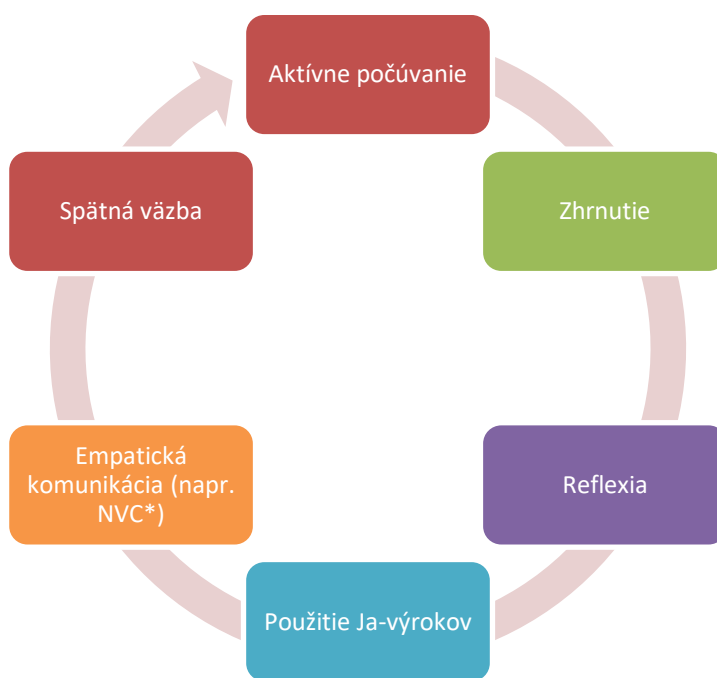 Aktívne počúvanie
Zhrnutie
Reflexia
Použitie Ja-výrokov
Empatická
komunikácia (napr.
NVC*)
Spätná väzba